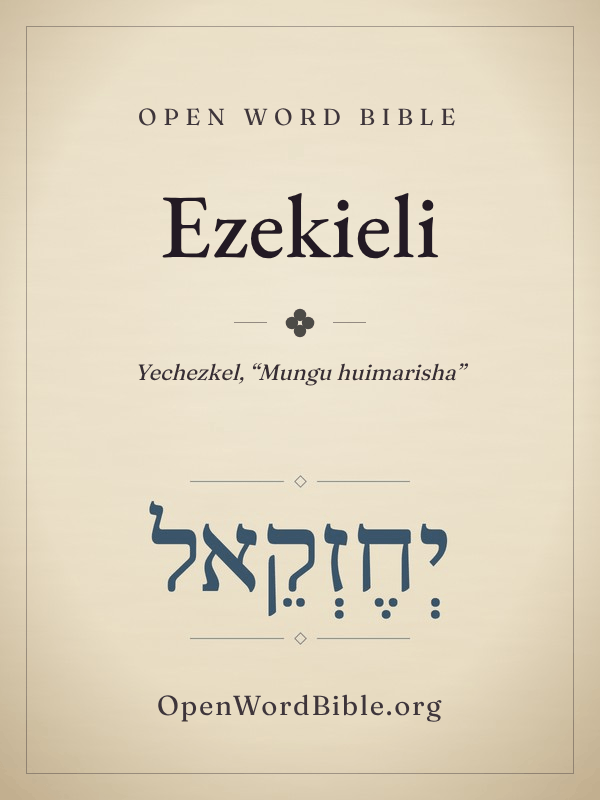 OPEN WORD BIBLE
Ezekieli
Yechezkel, “Mungu huimarisha”
יְחֶזְקֵאל
OpenWordBible.org